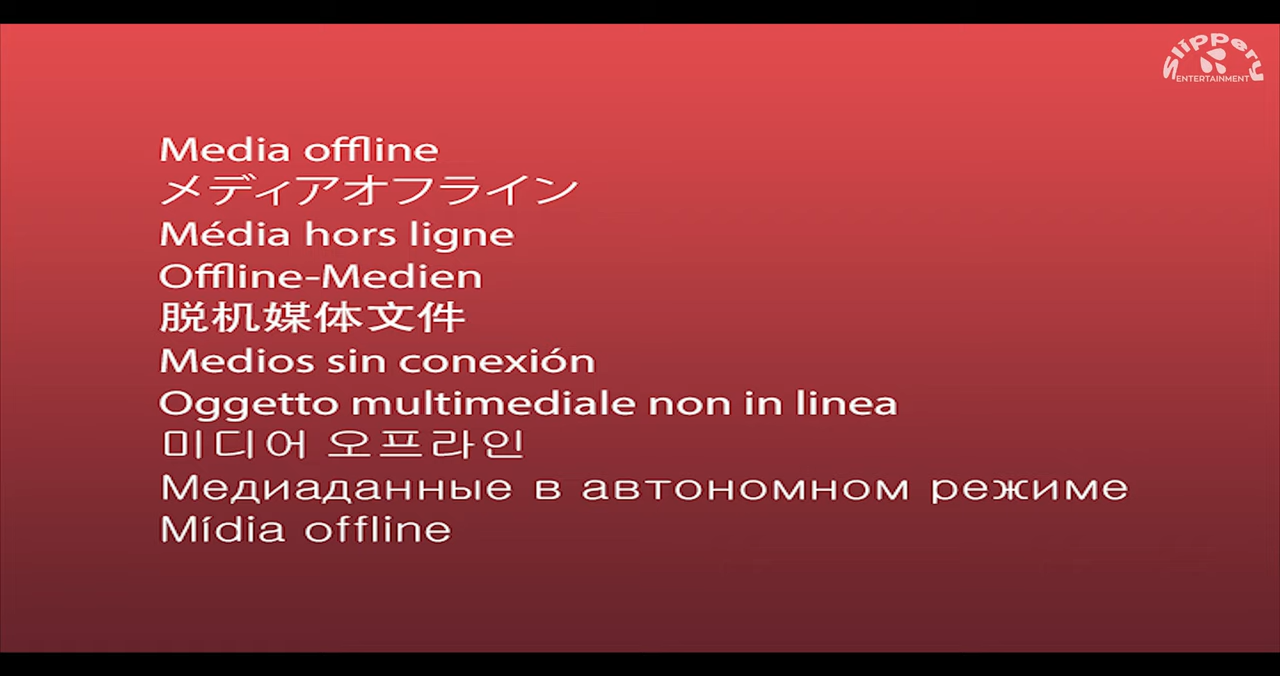 Slippery
ENTERTAINMENT
Media offline
メディアオフライン
Média hors ligne
Offline-Medien
脱机媒体文件
Medios sin conexión
Oggetto multimediale non in linea
미디어 오프라인
Медиаданные в автономном режиме
Mídia offline